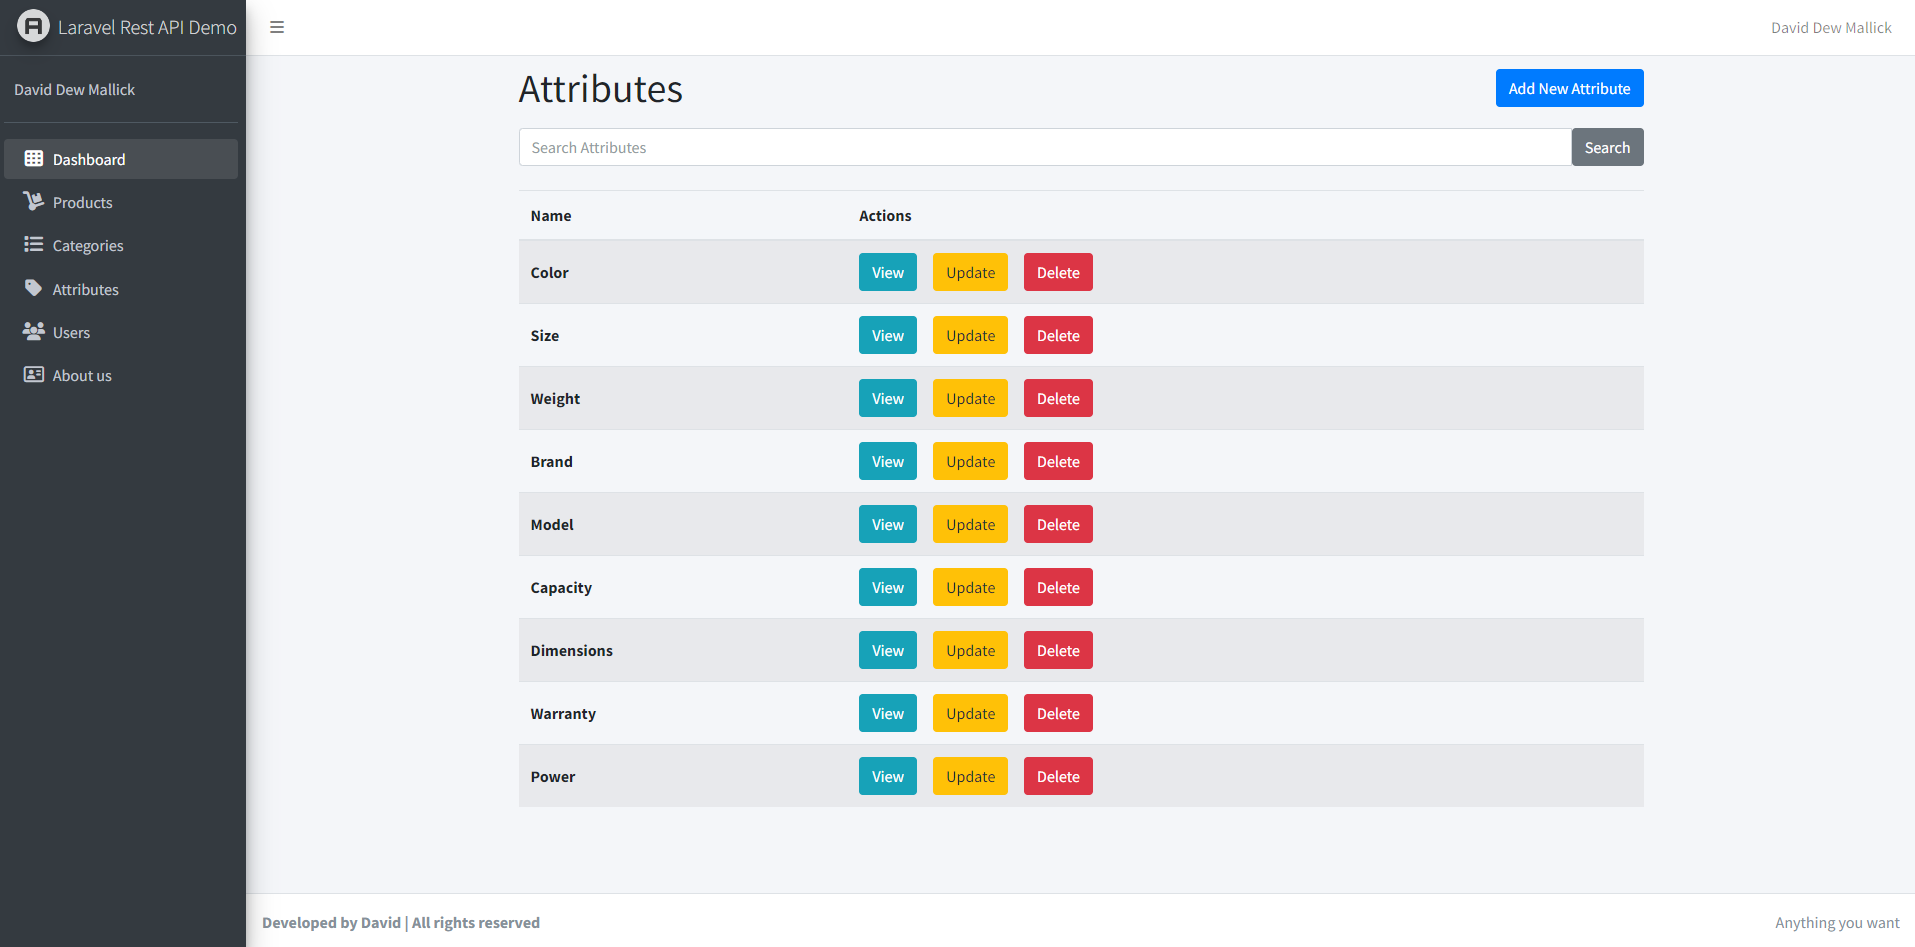 Laravel Rest API Demo
David Dew Mallick
David Dew Mallick
Dashboard
Products
Categories
Attributes
Users
About us
Attributes
Add New Attribute
Search Attributes
Search
Name Actions
Color View Update Delete
Size View Update Delete
Weight View Update Delete
Brand View Update Delete
Model View Update Delete
Capacity View Update Delete
Dimensions View Update Delete
Warranty View Update Delete
Power View Update Delete
Developed by David | All rights reserved
Anything you want